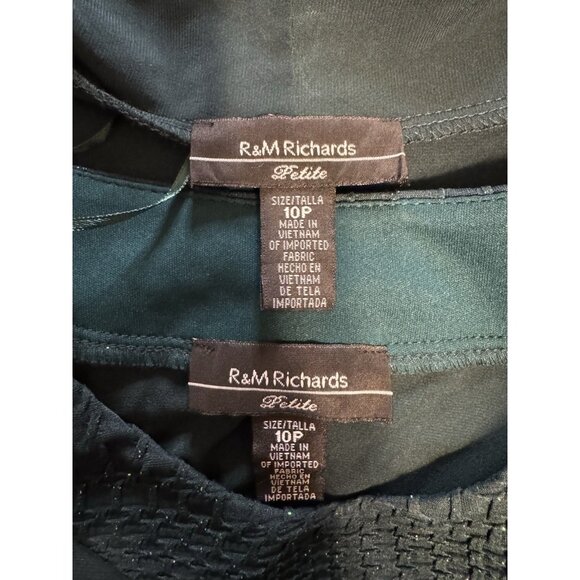 R&M Richards
Petite
SIZE/TALLA
10P
MADE IN
VIETNAM
OF IMPORTED
FABRIC
HECHO EN
VIETNAM
DE TELA
IMPORTADA
R&M Richards
Petite
SIZE/TALLA
10P
MADE IN
VIETNAM
OF IMPORTED
FABRIC
HECHO EN
VIETNAM
DE TELA
IMPORTADA